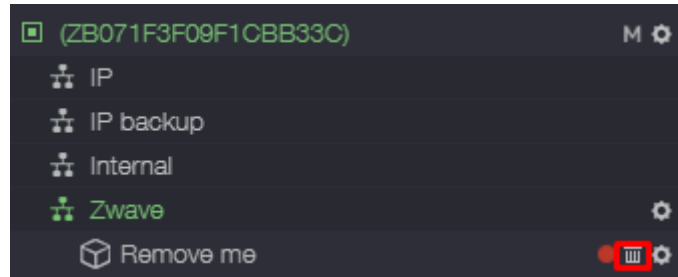 (ZB071F3F09F1CBB33C) M
IP
IP backup
Internal
Zwave
Remove me